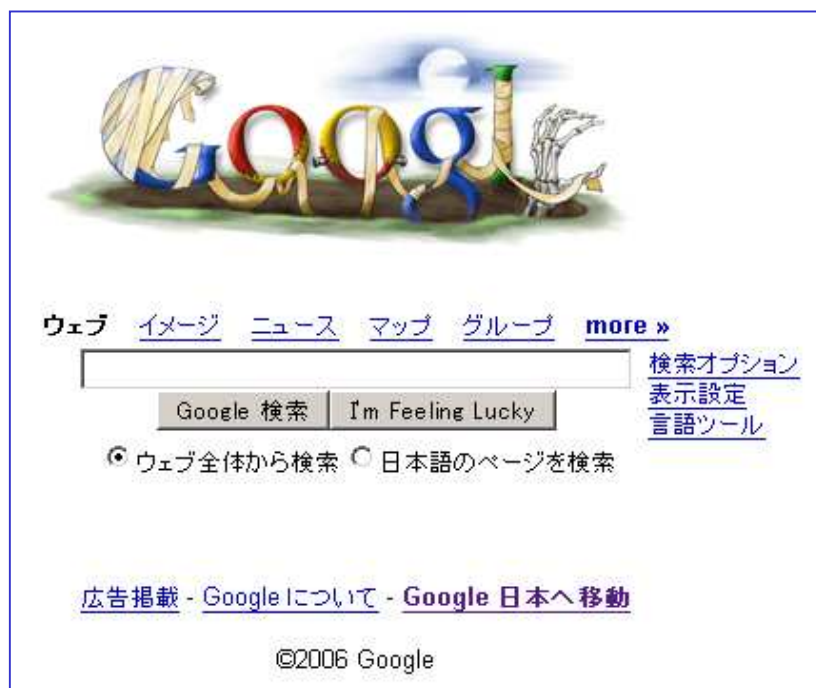 Google
ウェブ イメージ ニュース マップ グループ more »
検索オプション
表示設定
言語ツール
Google 検索 I'm Feeling Lucky
ウェブ全体から検索 日本語のページを検索
広告掲載 - Google について - Google 日本へ移動
©2006 Google